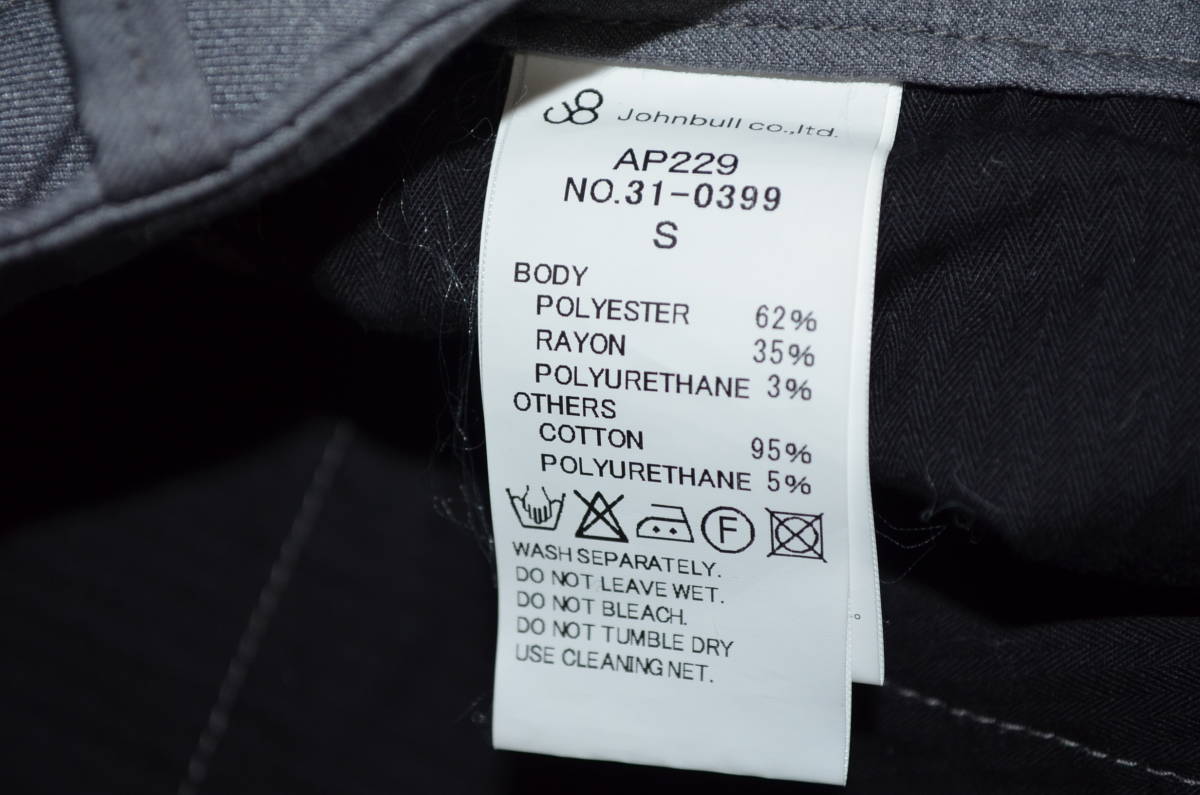 JB Johnbull co.,ltd.
AP229
NO.31-0399
S
BODY
POLYESTER 62%
RAYON 35%
POLYURETHANE 3%
OTHERS
COTTON 95%
POLYURETHANE 5%
F
WASH SEPARATELY.
DO NOT LEAVE WET.
DO NOT BLEACH.
DO NOT TUMBLE DRY
USE CLEANING NET.